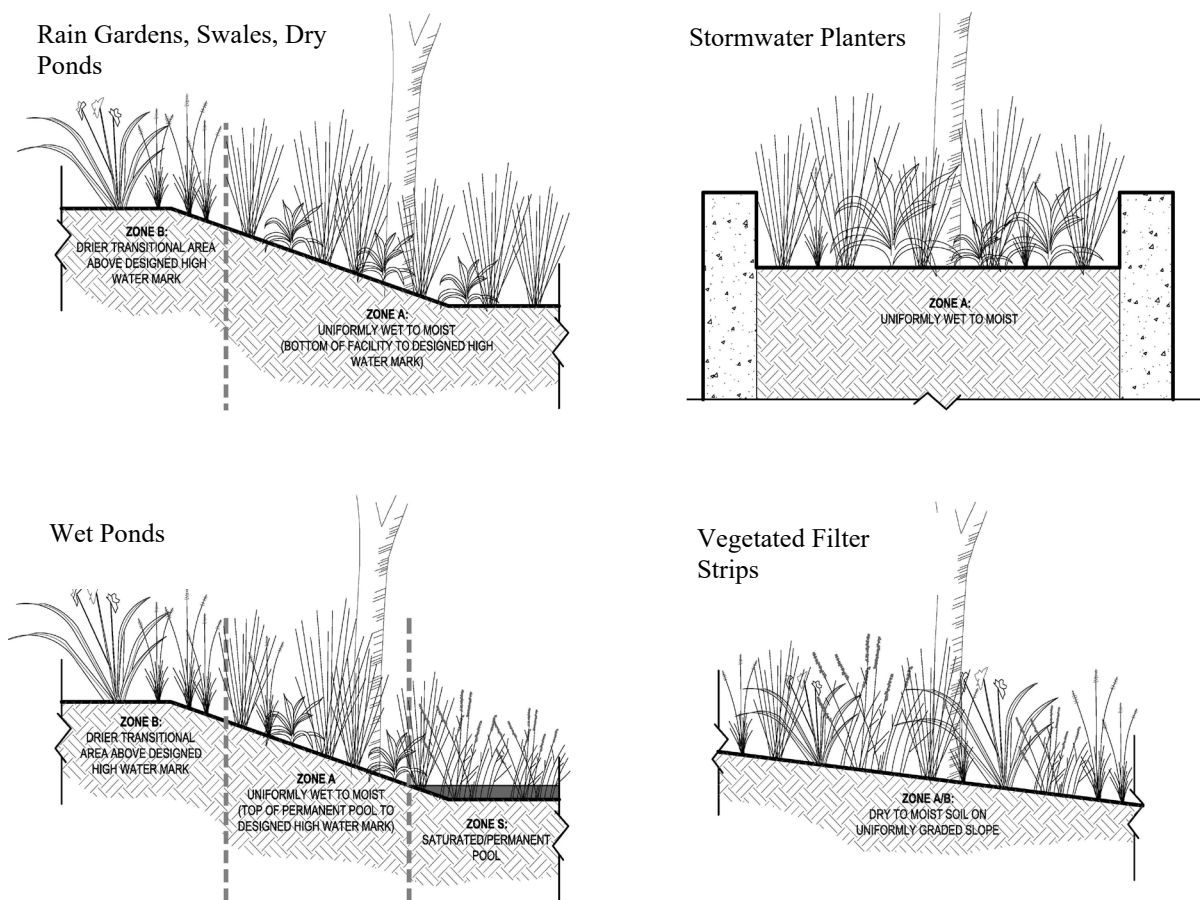 Rain Gardens, Swales, Dry
Ponds
ZONE B:
DRIER TRANSITIONAL AREA
ABOVE DESIGNED HIGH
WATER MARK
ZONE A:
UNIFORMLY WET TO MOIST
(BOTTOM OF FACILITY TO DESIGNED HIGH
WATER MARK)
Stormwater Planters
ZONE A:
UNIFORMLY WET TO MOIST
Wet Ponds
ZONE B:
DRIER TRANSITIONAL
AREA ABOVE DESIGNED
HIGH WATER MARK
ZONE A
UNIFORMLY WET TO MOIST
(TOP OF PERMANENT POOL TO
DESIGNED HIGH WATER MARK)
ZONE S:
SATURATED/PERMANENT
POOL
Vegetated Filter
Strips
ZONE A/B:
DRY TO MOIST SOIL ON
UNIFORMLY GRADED SLOPE